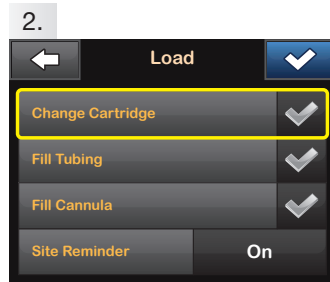 2.
Load
Change Cartridge
Fill Tubing
Fill Cannula
Site Reminder On